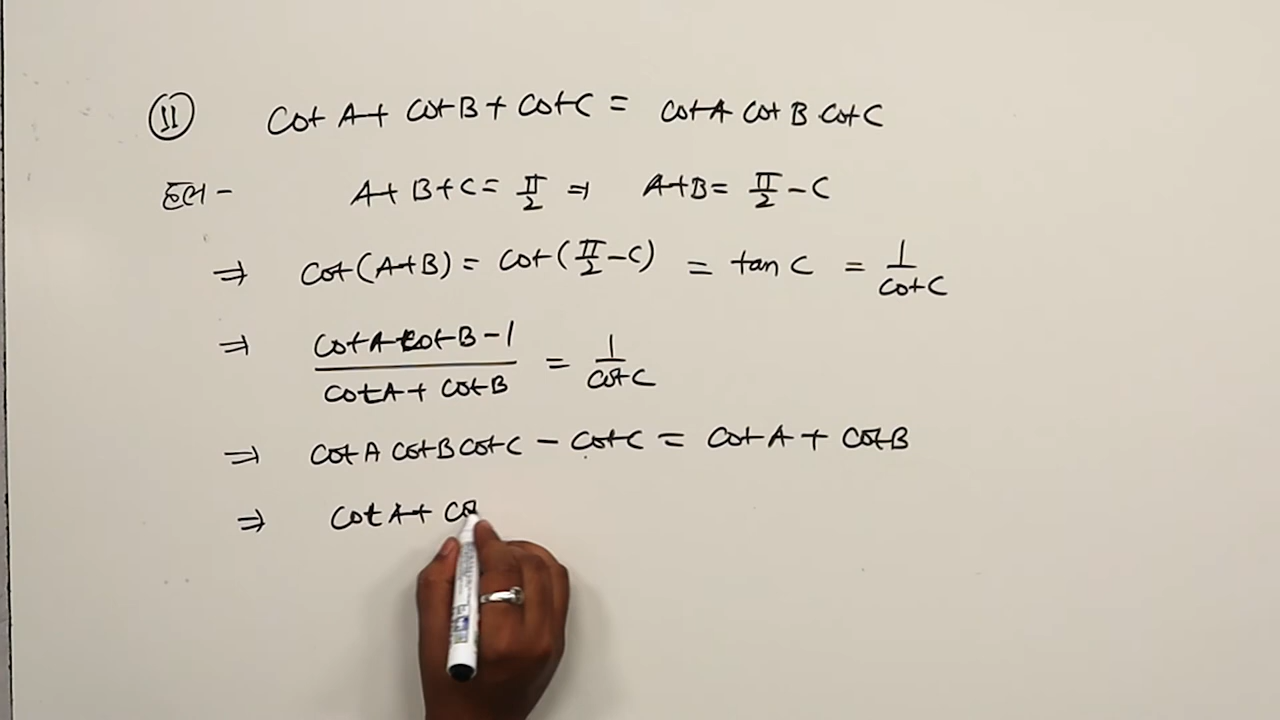 (11) Cot A + Cot B + Cot C = Cot A Cot B Cot C
हल - A + B + C = π/2 ⇒ A + B = π/2 - C
⇒ Cot (A + B) = Cot (π/2 - C) = tan C = 1/Cot C
⇒ (Cot A Cot B - 1)/(Cot A + Cot B) = 1/Cot C
⇒ Cot A Cot B Cot C - Cot C = Cot A + Cot B
⇒ Cot A + Co